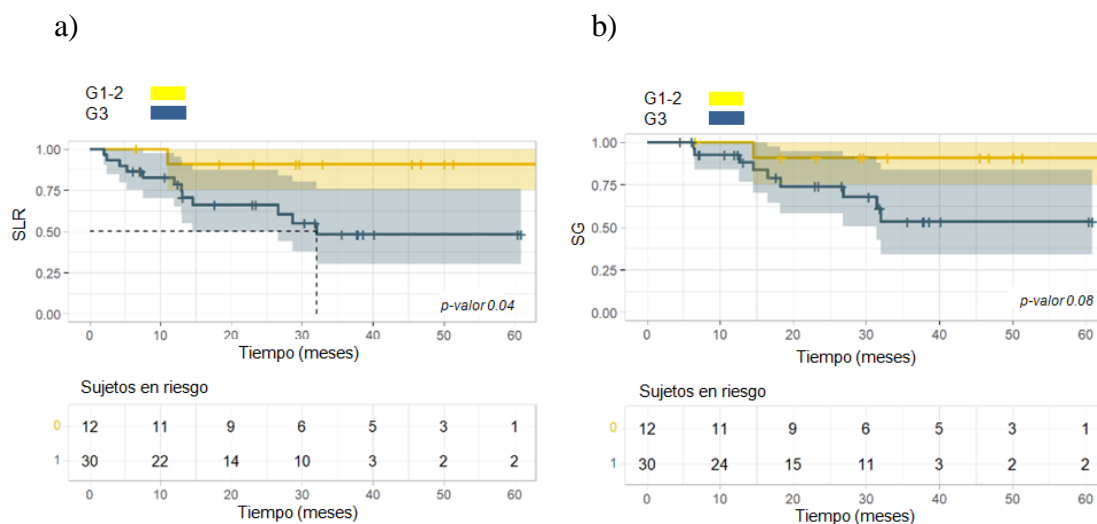 a)
G1-2
G3
SLR
1.00
0.75
0.50
0.25
0.00
p-valor 0.04
0 10 20 30 40 50 60
Tiempo (meses)
Sujetos en riesgo
0 12 11 9 6 5 3 1
1 30 22 14 10 3 2 2
0 10 20 30 40 50 60
Tiempo (meses)
b)
G1-2
G3
SG
1.00
0.75
0.50
0.25
0.00
p-valor 0.08
0 10 20 30 40 50 60
Tiempo (meses)
Sujetos en riesgo
0 12 11 9 6 5 3 1
1 30 24 15 11 3 2 2
0 10 20 30 40 50 60
Tiempo (meses)